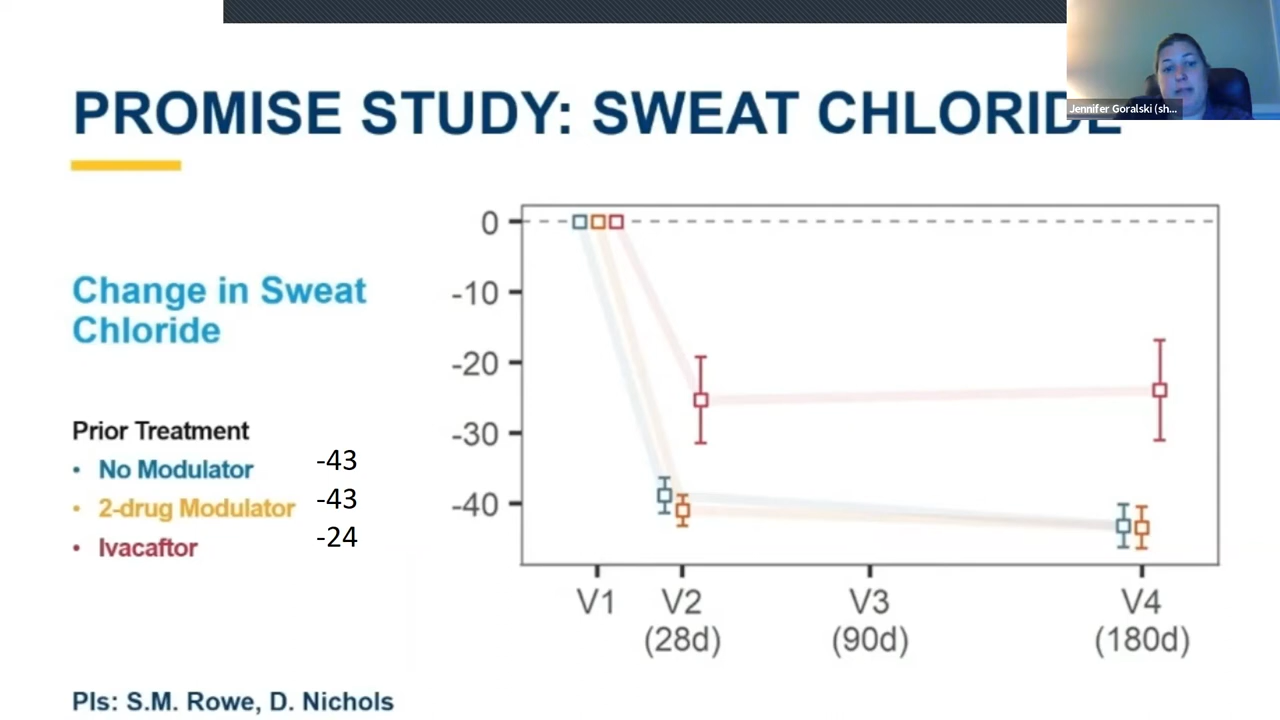 PROMISE STUDY: SWEAT CHLORIDE
Jennifer Goralski (sh...
Change in Sweat
Chloride
Prior Treatment
• No Modulator -43
• 2-drug Modulator -43
• Ivacaftor -24
0
-10
-20
-30
-40
V1 V2 V3 V4
(28d) (90d) (180d)
PIs: S.M. Rowe, D. Nichols